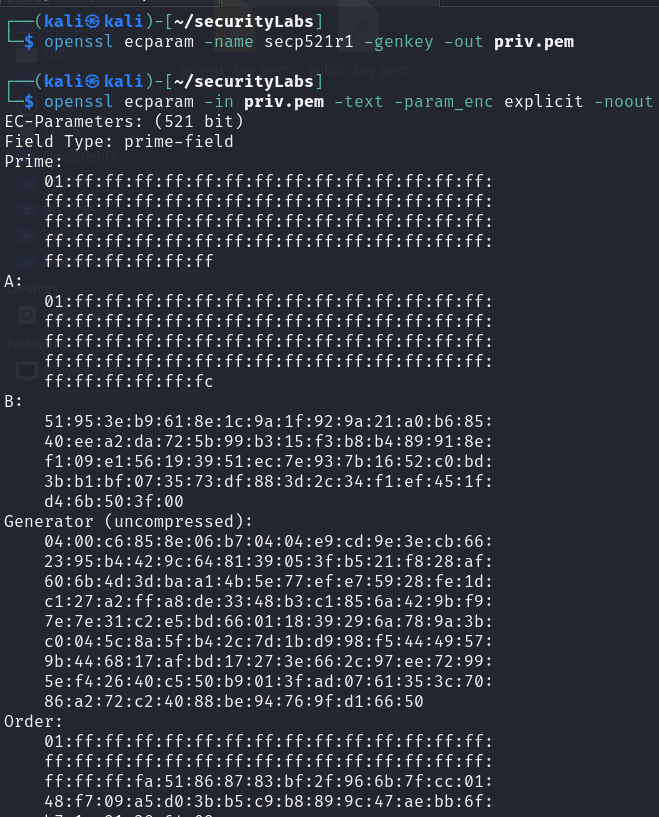 ┌──(kali㉿kali)-[~/securityLabs]
└─$ openssl ecparam -name secp521r1 -genkey -out priv.pem
┌──(kali㉿kali)-[~/securityLabs]
└─$ openssl ecparam -in priv.pem -text -param_enc explicit -noout
EC-Parameters: (521 bit)
Field Type: prime-field
Prime:
01:ff:ff:ff:ff:ff:ff:ff:ff:ff:ff:ff:ff:ff:ff:
ff:ff:ff:ff:ff:ff:ff:ff:ff:ff:ff:ff:ff:ff:ff:
ff:ff:ff:ff:ff:ff:ff:ff:ff:ff:ff:ff:ff:ff:ff:
ff:ff:ff:ff:ff:ff:ff:ff:ff:ff:ff:ff:ff:ff:ff:
ff:ff:ff:ff:ff:ff
A:
01:ff:ff:ff:ff:ff:ff:ff:ff:ff:ff:ff:ff:ff:ff:
ff:ff:ff:ff:ff:ff:ff:ff:ff:ff:ff:ff:ff:ff:ff:
ff:ff:ff:ff:ff:ff:ff:ff:ff:ff:ff:ff:ff:ff:ff:
ff:ff:ff:ff:ff:ff:ff:ff:ff:ff:ff:ff:ff:ff:ff:
ff:ff:ff:ff:ff:fc
B:
51:95:3e:b9:61:8e:1c:9a:1f:92:9a:21:a0:b6:85:
40:ee:a2:da:72:5b:99:b3:15:f3:b8:b4:89:91:8e:
f1:09:e1:56:19:39:51:ec:7e:93:7b:16:52:c0:bd:
3b:b1:bf:07:35:73:df:88:3d:2c:34:f1:ef:45:1f:
d4:6b:50:3f:00
Generator (uncompressed):
04:00:c6:85:8e:06:b7:04:04:e9:cd:9e:3e:cb:66:
23:95:b4:42:9c:64:81:39:05:3f:b5:21:f8:28:af:
60:6b:4d:3d:ba:a1:4b:5e:77:ef:e7:59:28:fe:1d:
c1:27:a2:ff:a8:de:33:48:b3:c1:85:6a:42:9b:f9:
7e:7e:31:c2:e5:bd:66:01:18:39:29:6a:78:9a:3b:
c0:04:5c:8a:5f:b4:2c:7d:1b:d9:98:f5:44:49:57:
9b:44:68:17:af:bd:17:27:3e:66:2c:97:ee:72:99:
5e:f4:26:40:c5:50:b9:01:3f:ad:07:61:35:3c:70:
86:a2:72:c2:40:88:be:94:76:9f:d1:66:50
Order:
01:ff:ff:ff:ff:ff:ff:ff:ff:ff:ff:ff:ff:ff:ff:
ff:ff:ff:ff:ff:ff:ff:ff:ff:ff:ff:ff:ff:ff:ff:
ff:ff:ff:fa:51:86:87:83:bf:2f:96:6b:7f:cc:01:
48:f7:09:a5:d0:3b:b5:c9:b8:89:9c:47:ae:bb:6f: